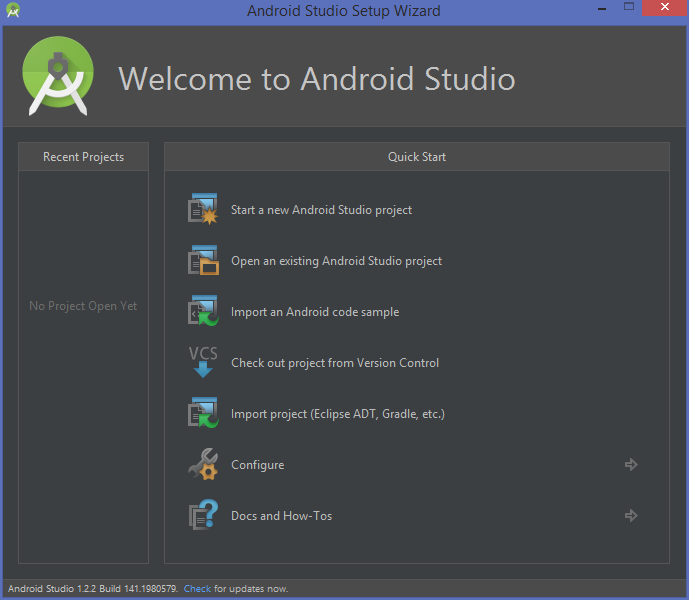 Android Studio Setup Wizard
Welcome to Android Studio
Recent Projects
No Project Open Yet
Quick Start
Start a new Android Studio project
Open an existing Android Studio project
Import an Android code sample
VCS
Check out project from Version Control
Import project (Eclipse ADT, Gradle, etc.)
Configure
Docs and How-Tos
Android Studio 1.2.2 Build 141.1980579. Check for updates now.